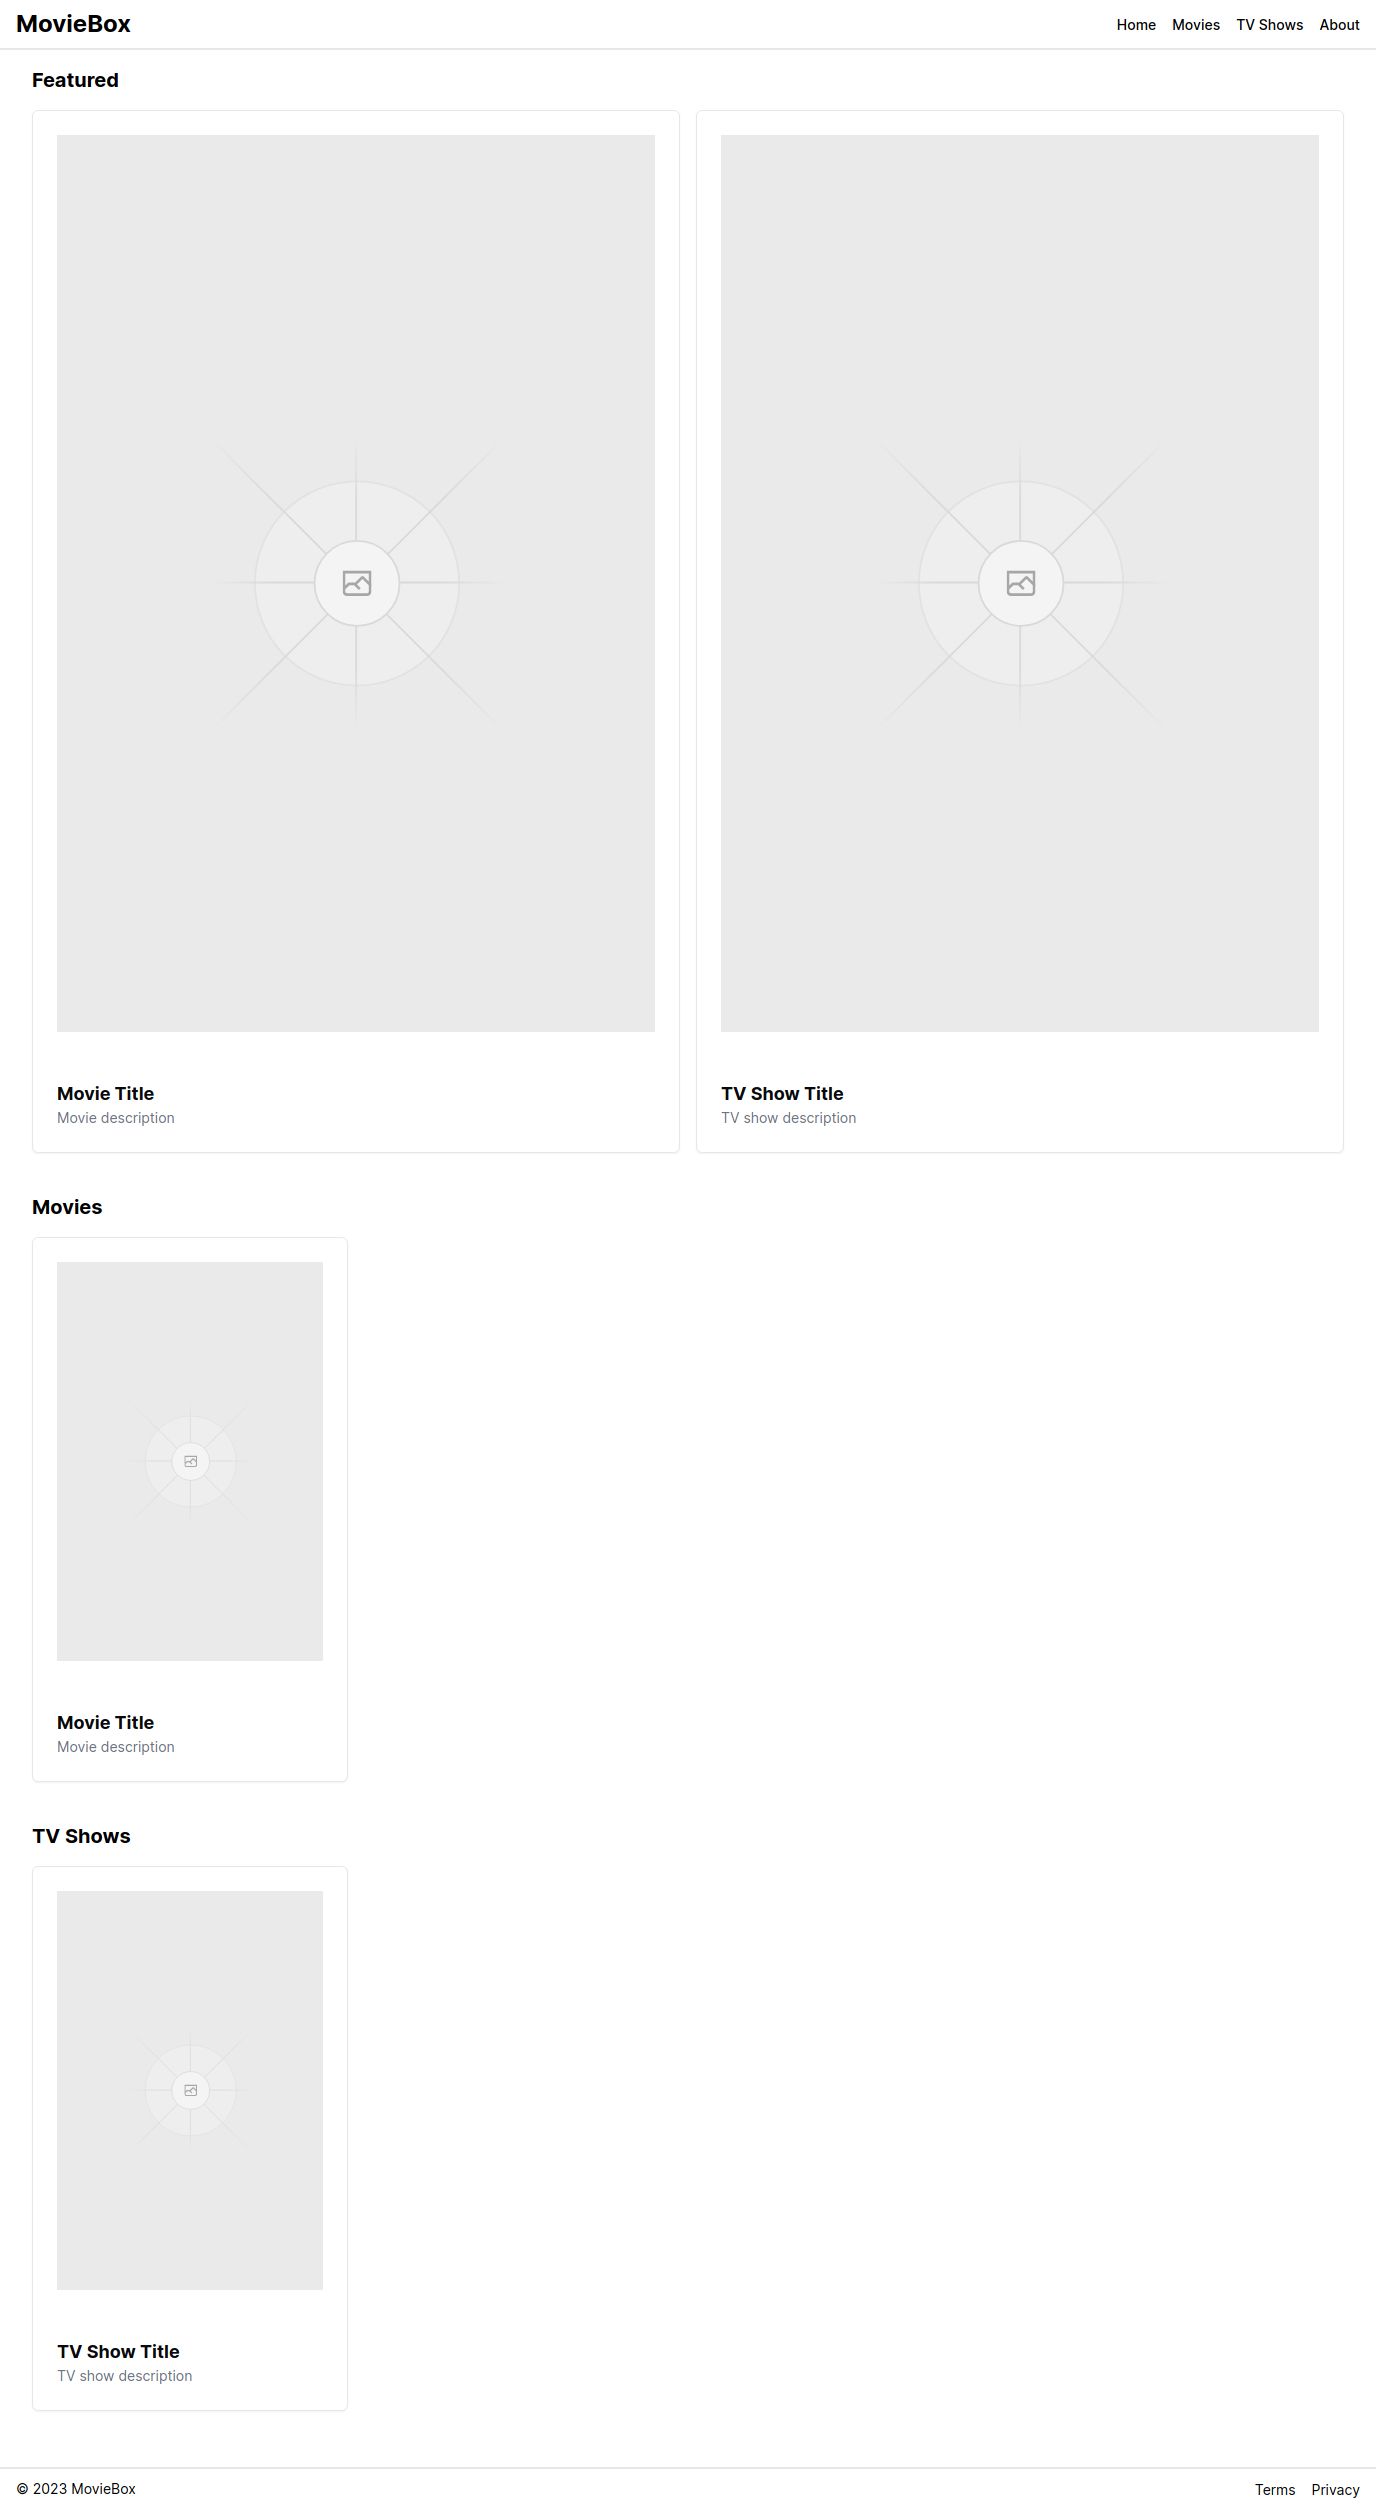 MovieBox
Home Movies TV Shows About
Featured
Movie Title
Movie description
TV Show Title
TV show description
Movies
Movie Title
Movie description
TV Shows
TV Show Title
TV show description
© 2023 MovieBox
Terms Privacy